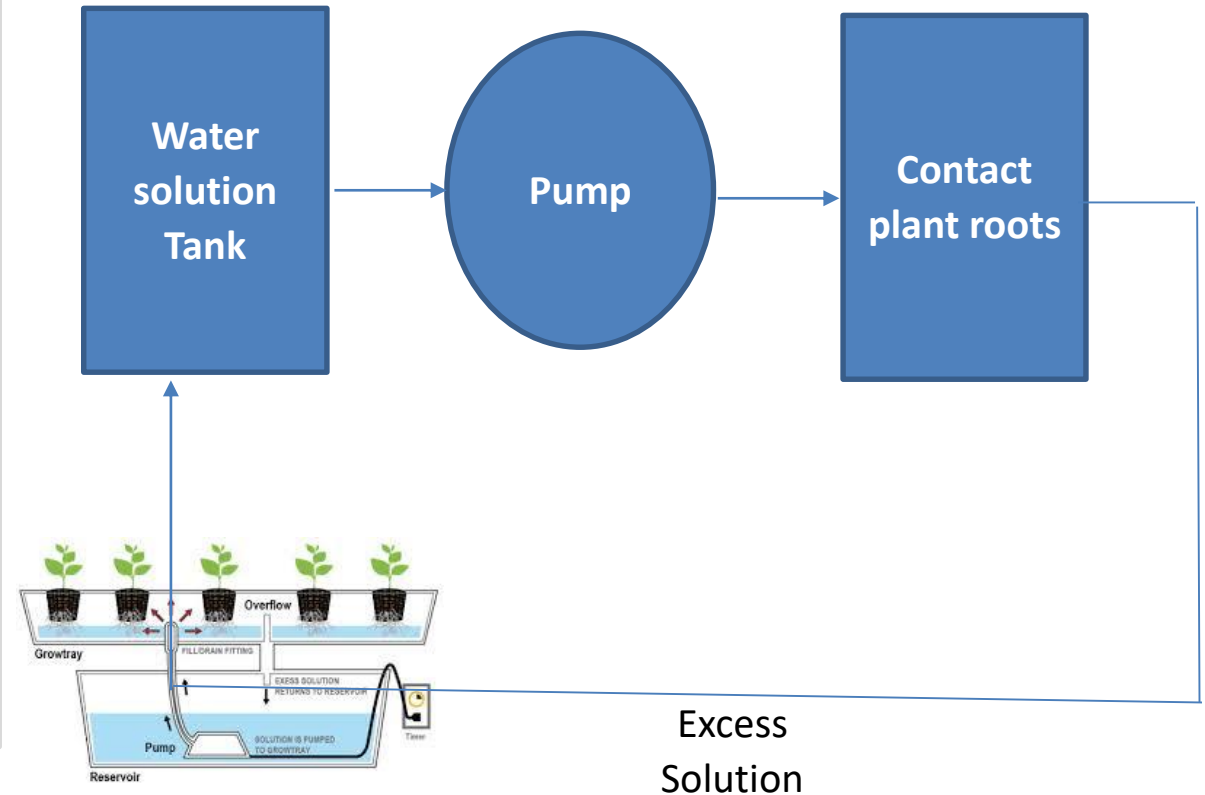 Water
solution
Tank
Pump
Contact
plant roots
Overflow
Growtray
FILL/DRAIN FITTING
EXESS SOLUTION
RETURNS TO RESERVOIR
Pump
SOLUTION IS PUMPED
TO GROWTRAY
Timer
Reservoir
Excess
Solution